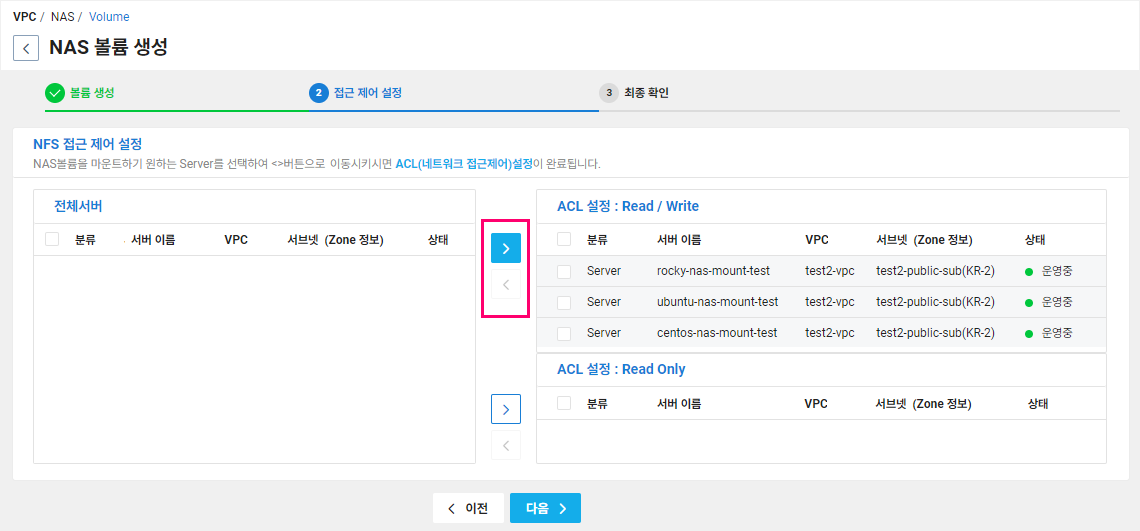 VPC / NAS / Volume
NAS 볼륨 생성
볼륨 생성
2 접근 제어 설정
3 최종 확인
NFS 접근 제어 설정
NAS볼륨을 마운트하기 원하는 Server를 선택하여 <>버튼으로 이동시키시면 ACL(네트워크 접근제어)설정이 완료됩니다.
전체서버
분류 서버 이름 VPC 서브넷 (Zone 정보) 상태
ACL 설정 : Read / Write
분류 서버 이름 VPC 서브넷 (Zone 정보) 상태
Server rocky-nas-mount-test test2-vpc test2-public-sub(KR-2) 운영중
Server ubuntu-nas-mount-test test2-vpc test2-public-sub(KR-2) 운영중
Server centos-nas-mount-test test2-vpc test2-public-sub(KR-2) 운영중
ACL 설정 : Read Only
분류 서버 이름 VPC 서브넷 (Zone 정보) 상태
이전
다음